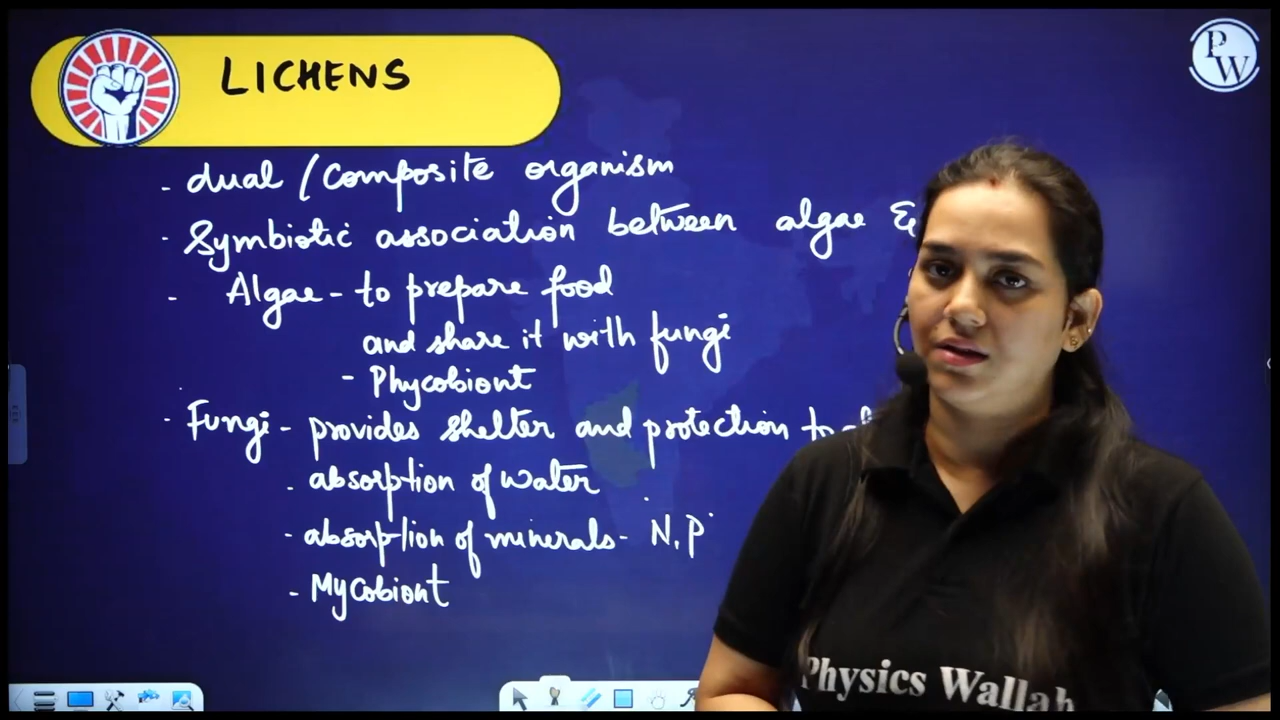 LICHENS
PW
- dual / Composite organism
- Symbiotic association between algae &
- Algae - to prepare food
and share it with fungi
- Phycobiont
- Fungi - provides shelter and protection to
. absorption of water
- absorption of minerals - N, P
- Mycobiont
Physics Wallah